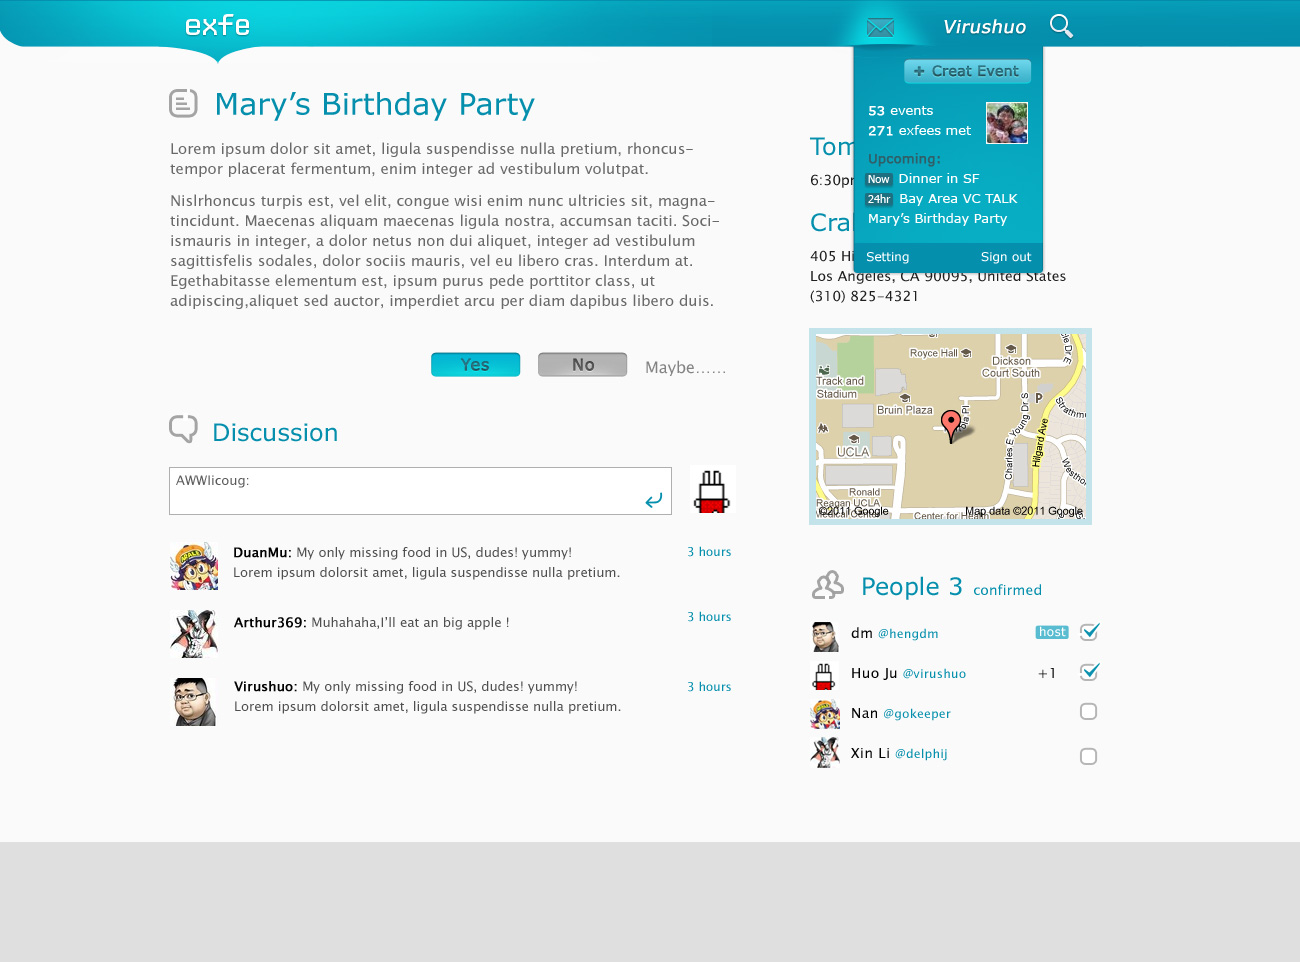 exfe
Virushuo
+ Creat Event
53 events
271 exfees met
Upcoming:
Now Dinner in SF
24hr Bay Area VC TALK
Mary's Birthday Party
Setting
Sign out
Mary's Birthday Party
Lorem ipsum dolor sit amet, ligula suspendisse nulla pretium, rhoncus-
tempor placerat fermentum, enim integer ad vestibulum volutpat.
Nislrhoncus turpis est, vel elit, congue wisi enim nunc ultricies sit, magna-
tincidunt. Maecenas aliquam maecenas ligula nostra, accumsan taciti. Soci-
ismauris in integer, a dolor netus non dui aliquet, integer ad vestibulum
sagittisfelis sodales, dolor sociis mauris, vel eu libero cras. Interdum at.
Egethabitasse elementum est, ipsum purus pede porttitor class, ut
adipiscing,aliquet sed auctor, imperdiet arcu per diam dapibus libero duis.
Yes
No
Maybe......
Discussion
AWWlicoug:
DuanMu: My only missing food in US, dudes! yummy!
Lorem ipsum dolorsit amet, ligula suspendisse nulla pretium.
3 hours
Arthur369: Muhahaha,I'll eat an big apple !
3 hours
Virushuo: My only missing food in US, dudes! yummy!
Lorem ipsum dolorsit amet, ligula suspendisse nulla pretium.
3 hours
6:30p
405 Hi
Los Angeles, CA 90095, United States
(310) 825-4321
Royce Hall
Dickson
Court South
Track and
Stadium
Bruin Plaza
P
UCLA
Charles E Young Dr S
Hilgard Ave
Ronald
Reagan UCLA
Medical Center
Center for Health
©2011 Google
Map data ©2011 Google
People 3 confirmed
dm @hengdm
host
Huo Ju @virushuo
+1
Nan @gokeeper
Xin Li @delphij